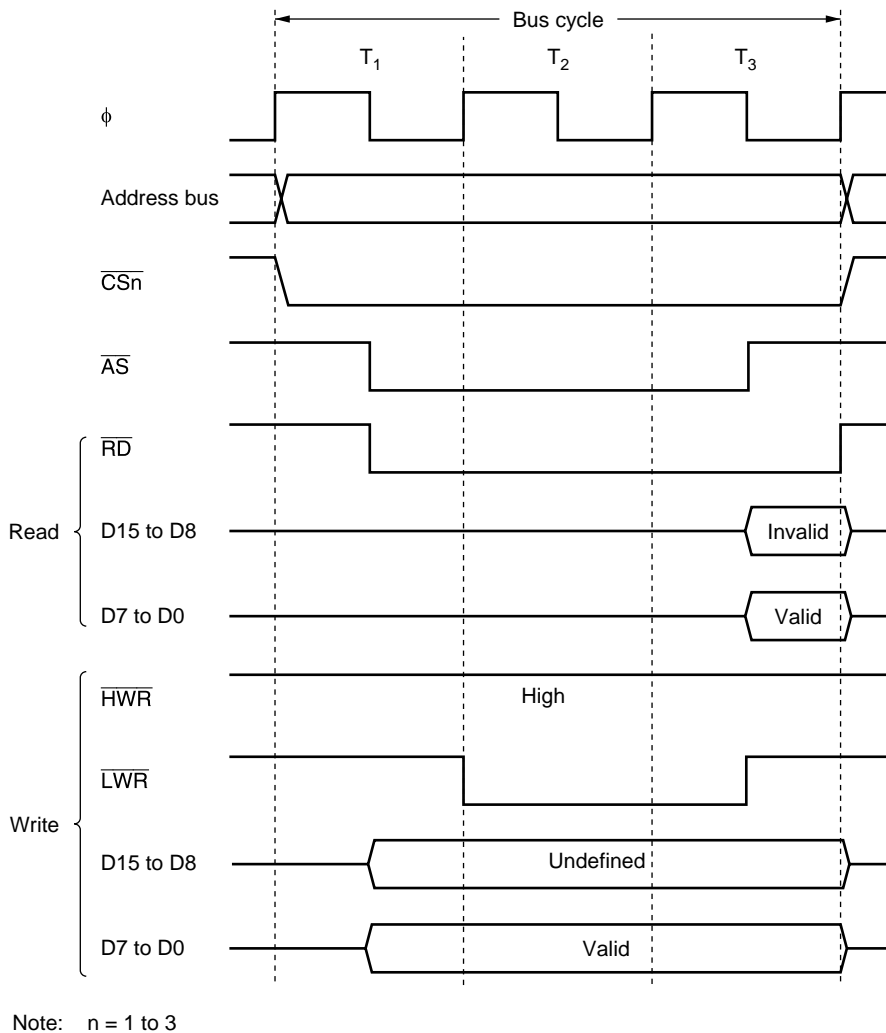 Bus cycle
T1 T2 T3
ϕ
Address bus
CSn
AS
RD
Read
D15 to D8 Invalid
D7 to D0 Valid
HWR High
LWR
Write
D15 to D8 Undefined
D7 to D0 Valid
Note: n = 1 to 3